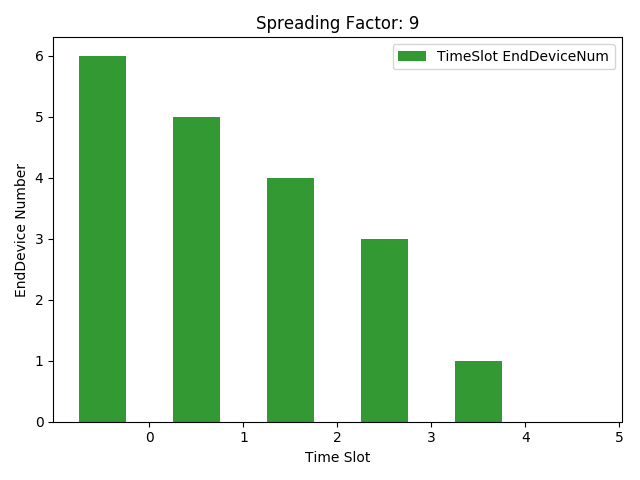 Spreading Factor: 9
TimeSlot EndDeviceNum
6
5
4
3
2
1
0
EndDevice Number
0 1 2 3 4 5
Time Slot